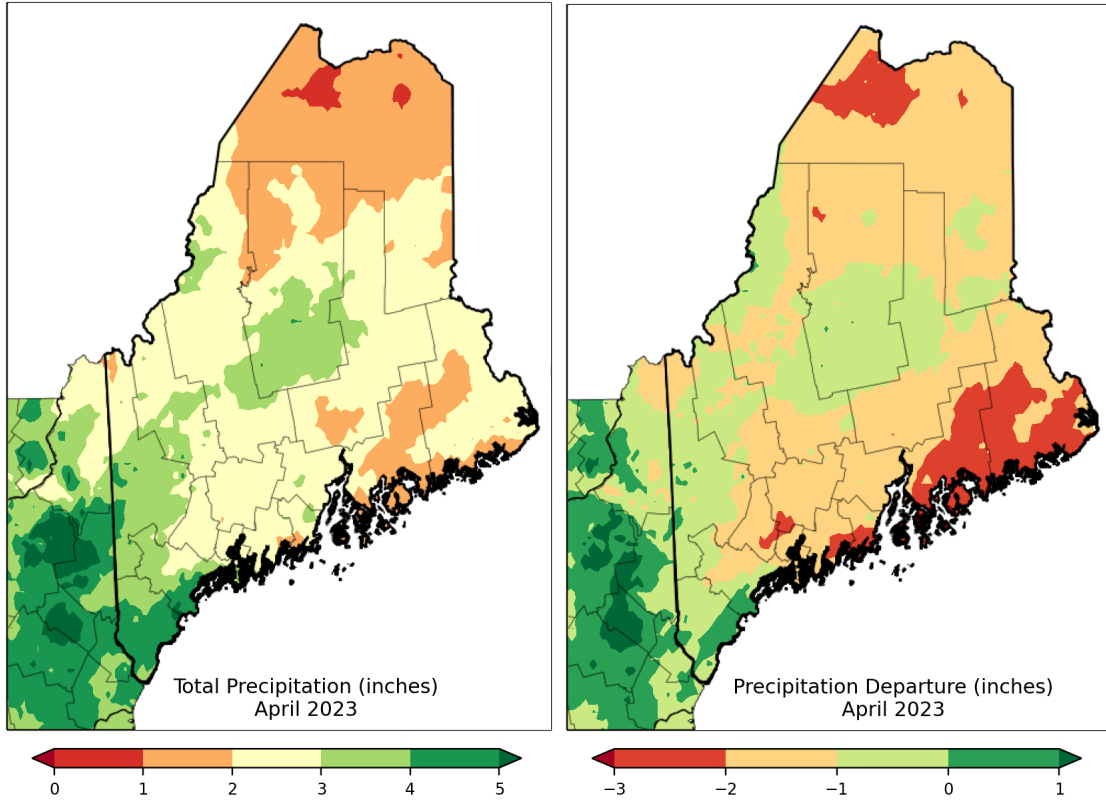 Total Precipitation (inches)
April 2023
0 1 2 3 4 5
Precipitation Departure (inches)
April 2023
−3 −2 −1 0 1